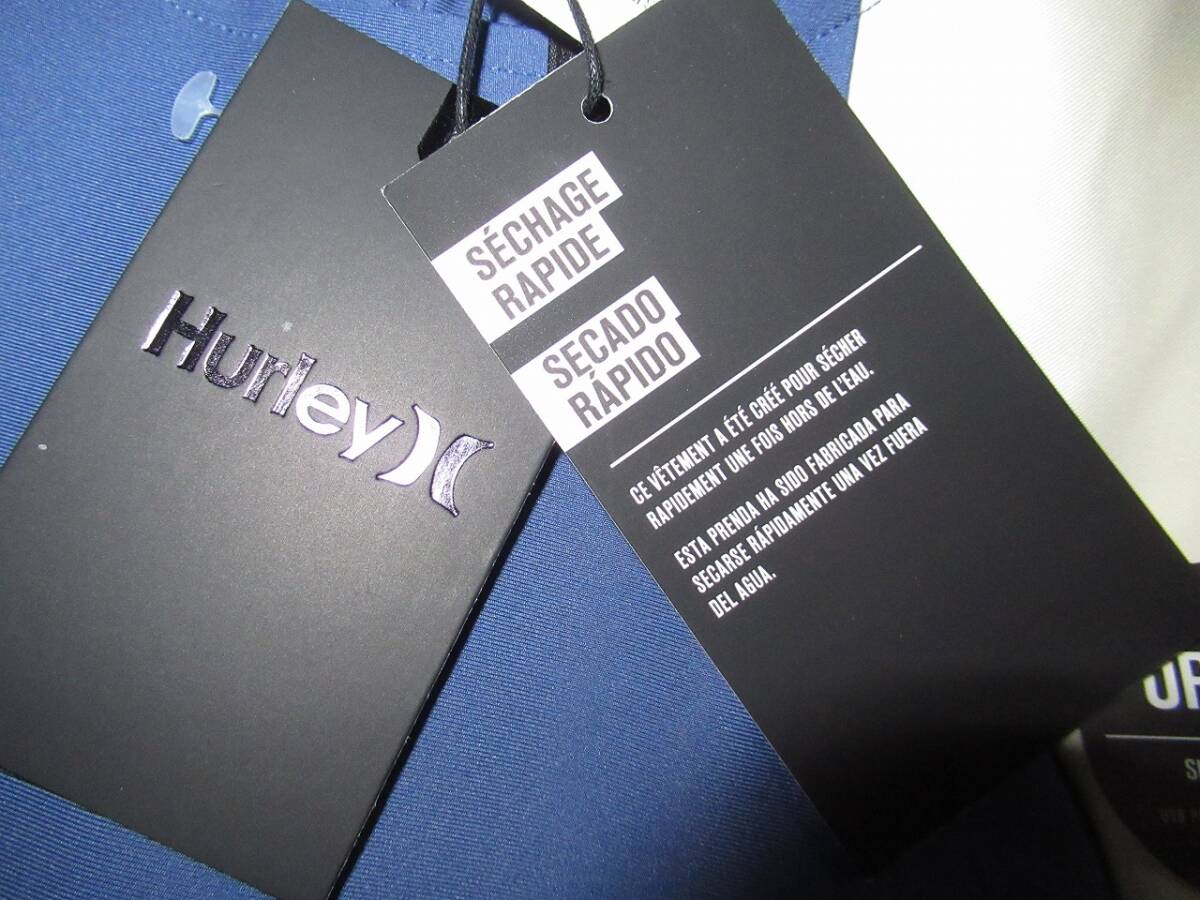 Hurley
SÉCHAGE
RAPIDE
SECADO
RÁPIDO
CE VÊTEMENT A ÉTÉ CRÉÉ POUR SÉCHER
RAPIDEMENT UNE FOIS HORS DE L'EAU.
ESTA PRENDA HA SIDO FABRICADA PARA
SECARSE RÁPIDAMENTE UNA VEZ FUERA
DEL AGUA.